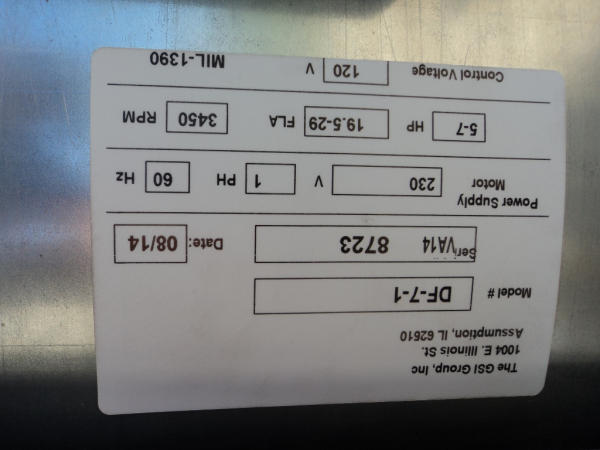 The GSI Group, Inc
1004 E. Illinois St.
Assumption, IL 62510
Model # DF-7-1
Seri VA14 8723 Date: 08/14
Power Supply
Motor 230 V 1 PH 60 Hz
5-7 HP 19.5-29 FLA 3450 RPM
Control Voltage 120 V MIL-1390